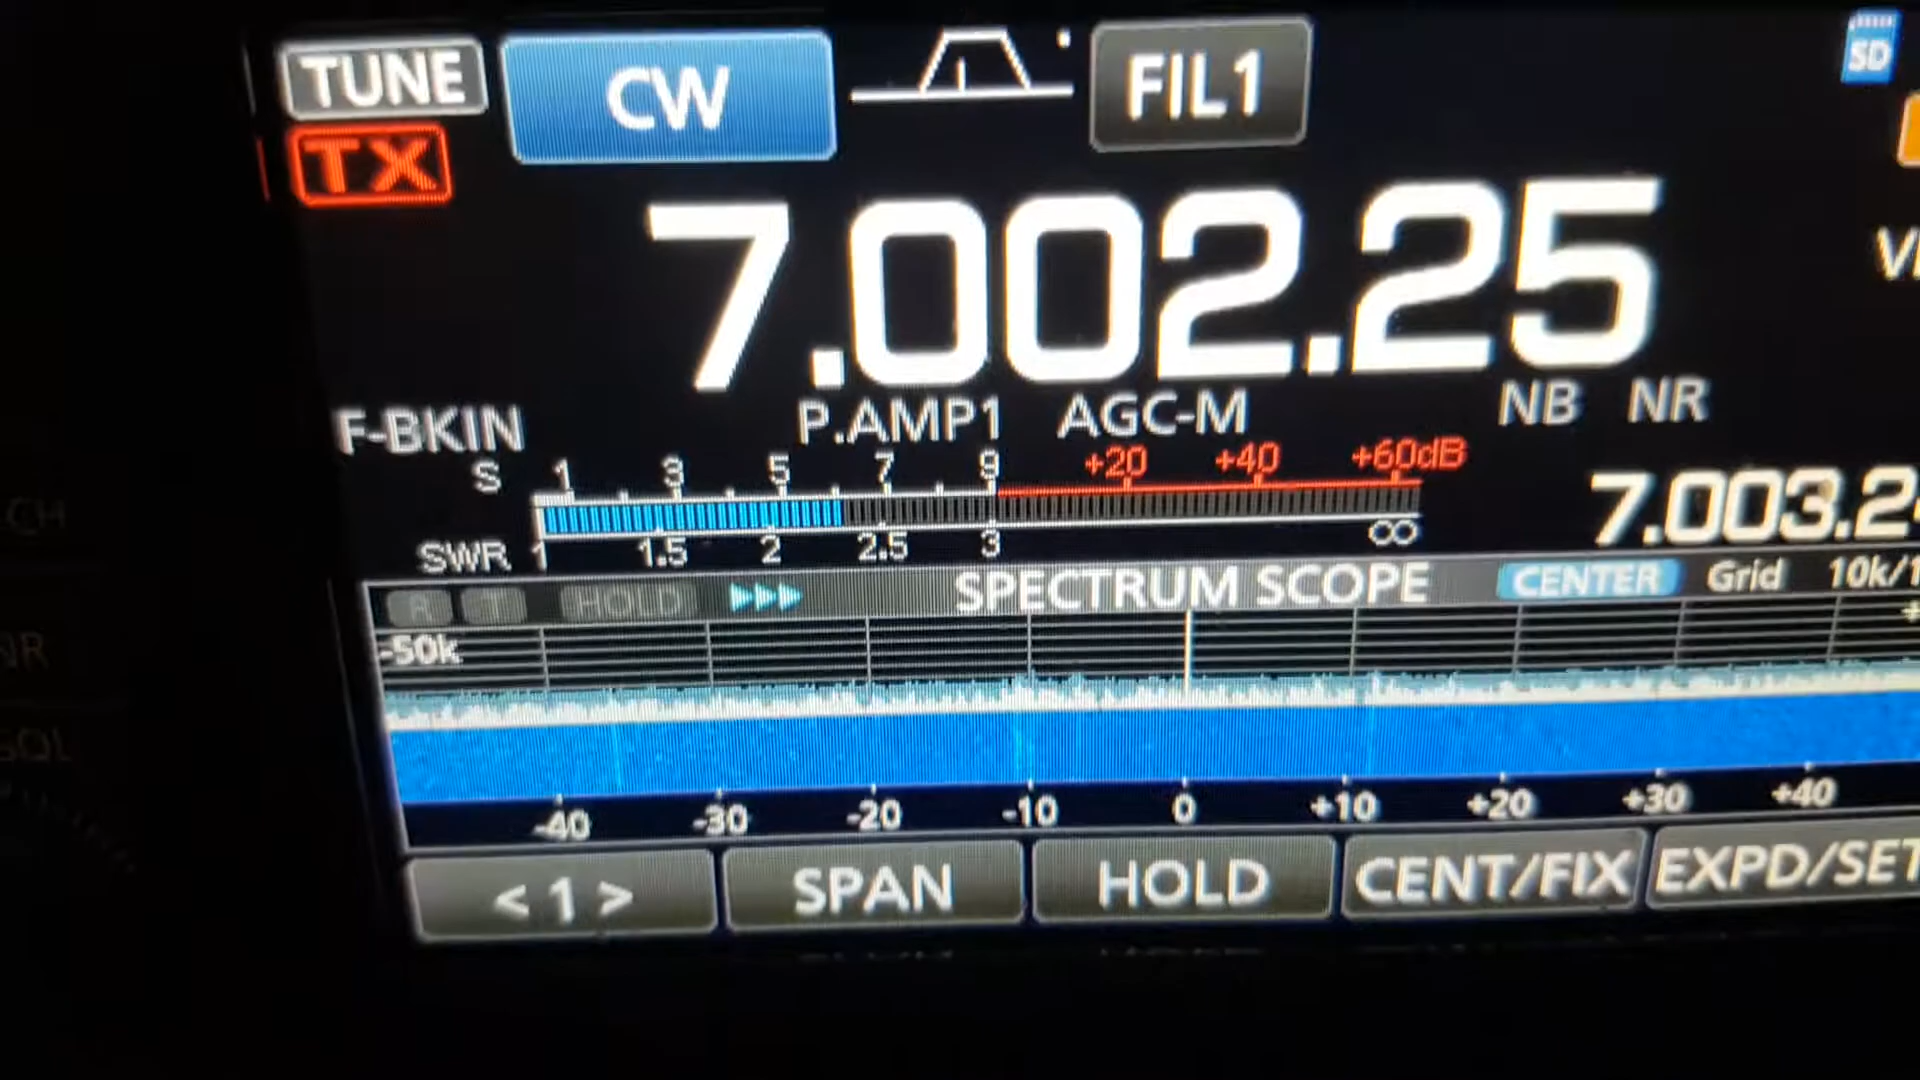 TUNE CW FIL1 SD
TX
7.002.25
F-BKIN P.AMP1 AGC-M NB NR
S 1 3 5 7 9 +20 +40 +60dB
7.003.2
SWR 1 1.5 2 2.5 3 ∞
R T HOLD SPECTRUM SCOPE CENTER Grid 10k/1
-50k
-40 -30 -20 -10 0 +10 +20 +30 +40
< 1 > SPAN HOLD CENT/FIX EXPD/SET